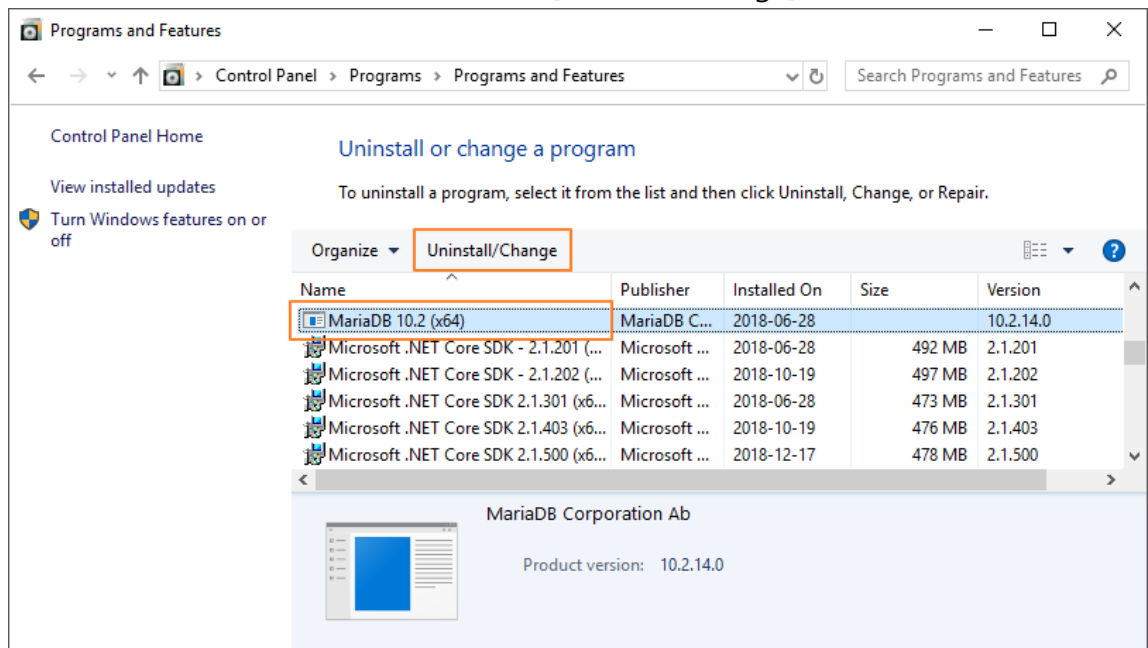 Programs and Features
Control Panel > Programs > Programs and Features
Search Programs and Features
Control Panel Home
View installed updates
Turn Windows features on or
off
Uninstall or change a program
To uninstall a program, select it from the list and then click Uninstall, Change, or Repair.
Organize Uninstall/Change
Name Publisher Installed On Size Version
MariaDB 10.2 (x64) MariaDB C... 2018-06-28 10.2.14.0
Microsoft .NET Core SDK - 2.1.201 (... Microsoft ... 2018-06-28 492 MB 2.1.201
Microsoft .NET Core SDK - 2.1.202 (... Microsoft ... 2018-10-19 497 MB 2.1.202
Microsoft .NET Core SDK 2.1.301 (x6... Microsoft ... 2018-06-28 473 MB 2.1.301
Microsoft .NET Core SDK 2.1.403 (x6... Microsoft ... 2018-10-19 476 MB 2.1.403
Microsoft .NET Core SDK 2.1.500 (x6... Microsoft ... 2018-12-17 478 MB 2.1.500
MariaDB Corporation Ab
Product version: 10.2.14.0